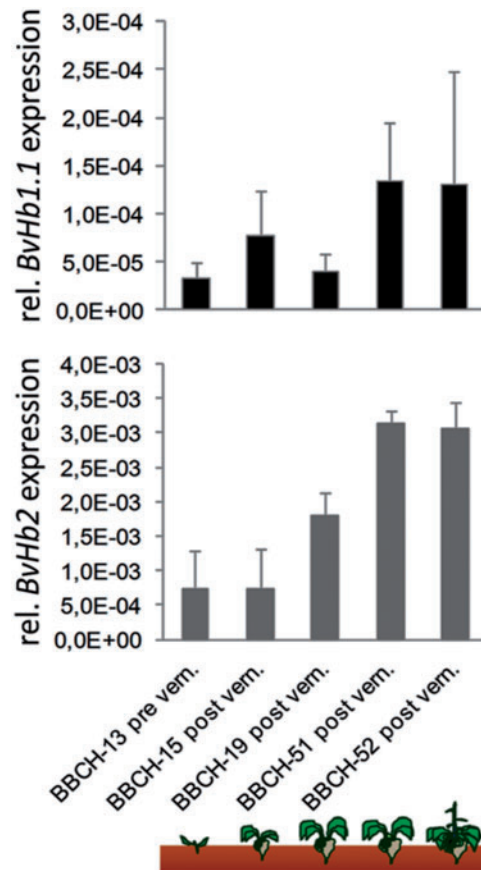 rel. BvHb1.1 expression
3,0E-04
2,5E-04
2,0E-04
1,5E-04
1,0E-04
5,0E-05
0,0E+00
rel. BvHb2 expression
4,0E-03
3,5E-03
3,0E-03
2,5E-03
2,0E-03
1,5E-03
1,0E-03
5,0E-04
0,0E+00
BBCH-13 pre vern.
BBCH-15 post vern.
BBCH-19 post vern.
BBCH-51 post vern.
BBCH-52 post vern.